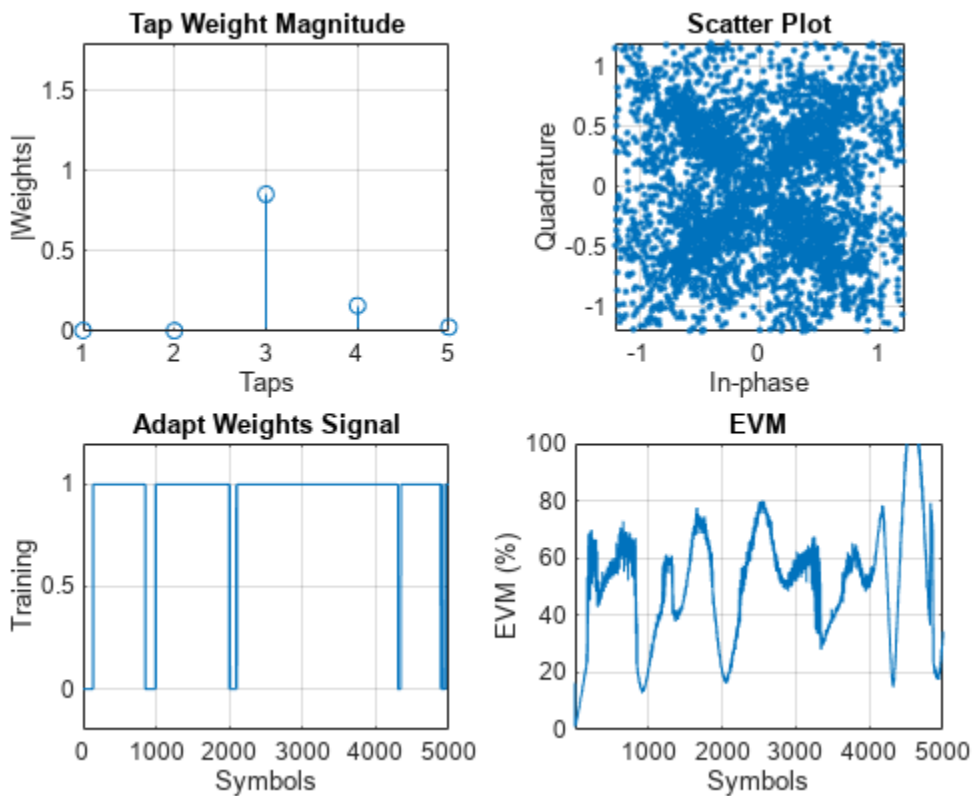 Tap Weight Magnitude
|Weights|
1.5
1
0.5
0
1 2 3 4 5
Taps
Scatter Plot
Quadrature
1
0.5
0
-0.5
-1
-1 0 1
In-phase
Adapt Weights Signal
Training
1
0.5
0
0 1000 2000 3000 4000 5000
Symbols
EVM
EVM (%)
100
80
60
40
20
0
1000 2000 3000 4000 5000
Symbols